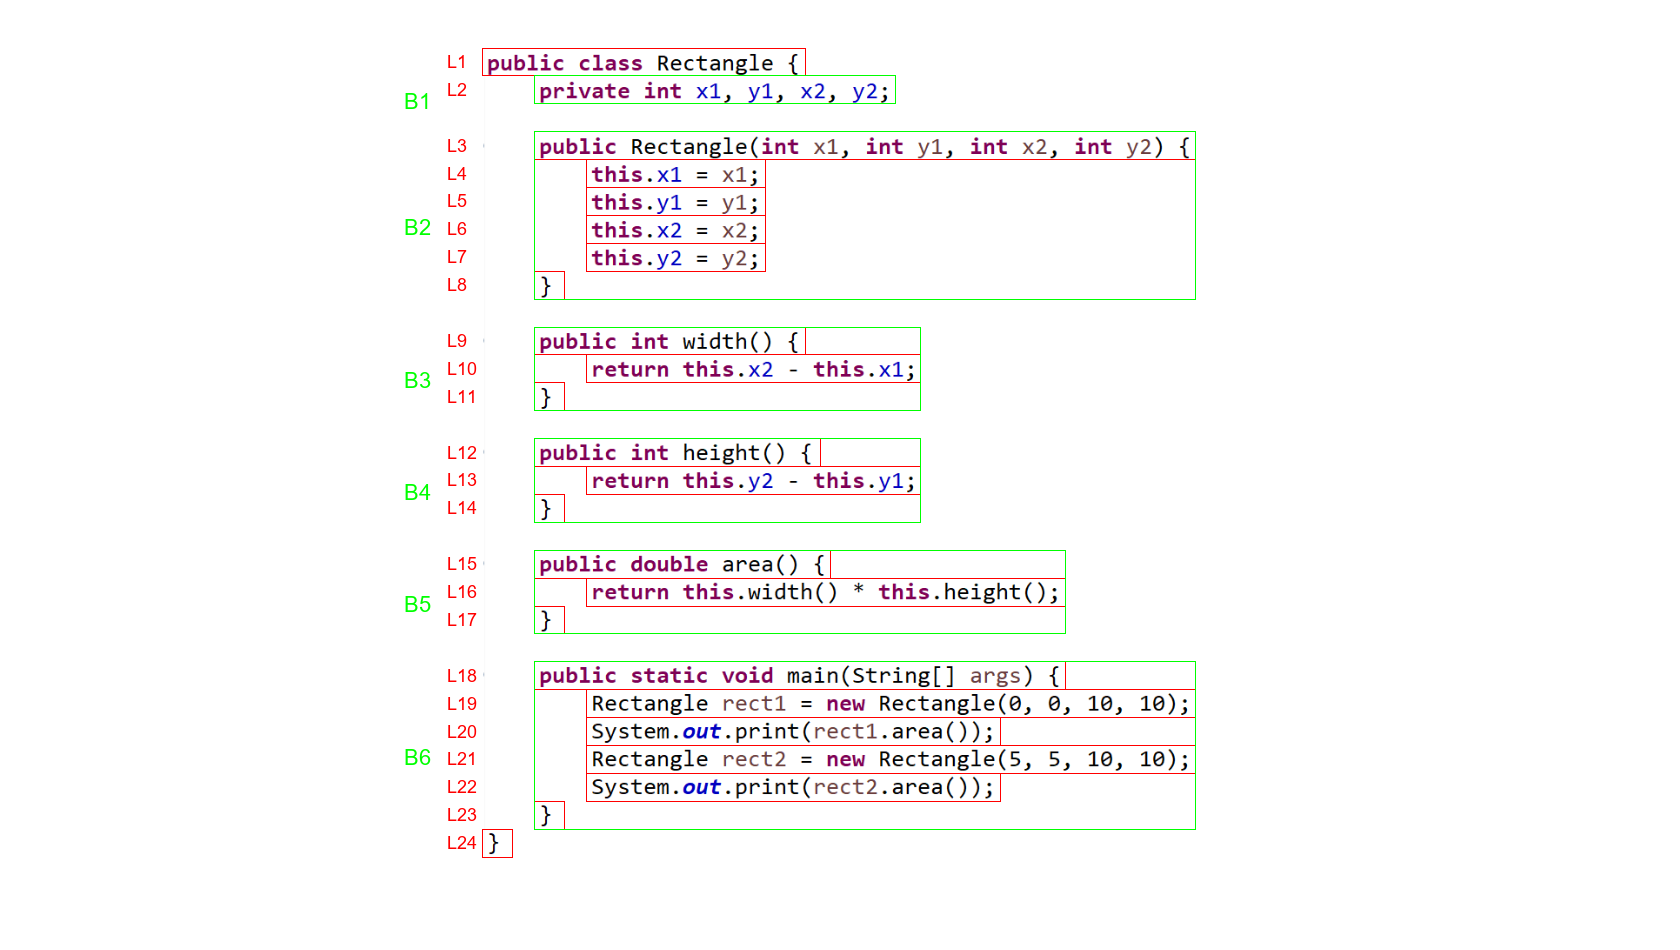 L1 public class Rectangle {
B1 L2 private int x1, y1, x2, y2;
L3 public Rectangle(int x1, int y1, int x2, int y2) {
L4 this.x1 = x1;
L5 this.y1 = y1;
B2 L6 this.x2 = x2;
L7 this.y2 = y2;
L8 }
L9 public int width() {
B3 L10 return this.x2 - this.x1;
L11 }
L12 public int height() {
B4 L13 return this.y2 - this.y1;
L14 }
L15 public double area() {
B5 L16 return this.width() * this.height();
L17 }
L18 public static void main(String[] args) {
L19 Rectangle rect1 = new Rectangle(0, 0, 10, 10);
L20 System.out.print(rect1.area());
B6 L21 Rectangle rect2 = new Rectangle(5, 5, 10, 10);
L22 System.out.print(rect2.area());
L23 }
L24 }